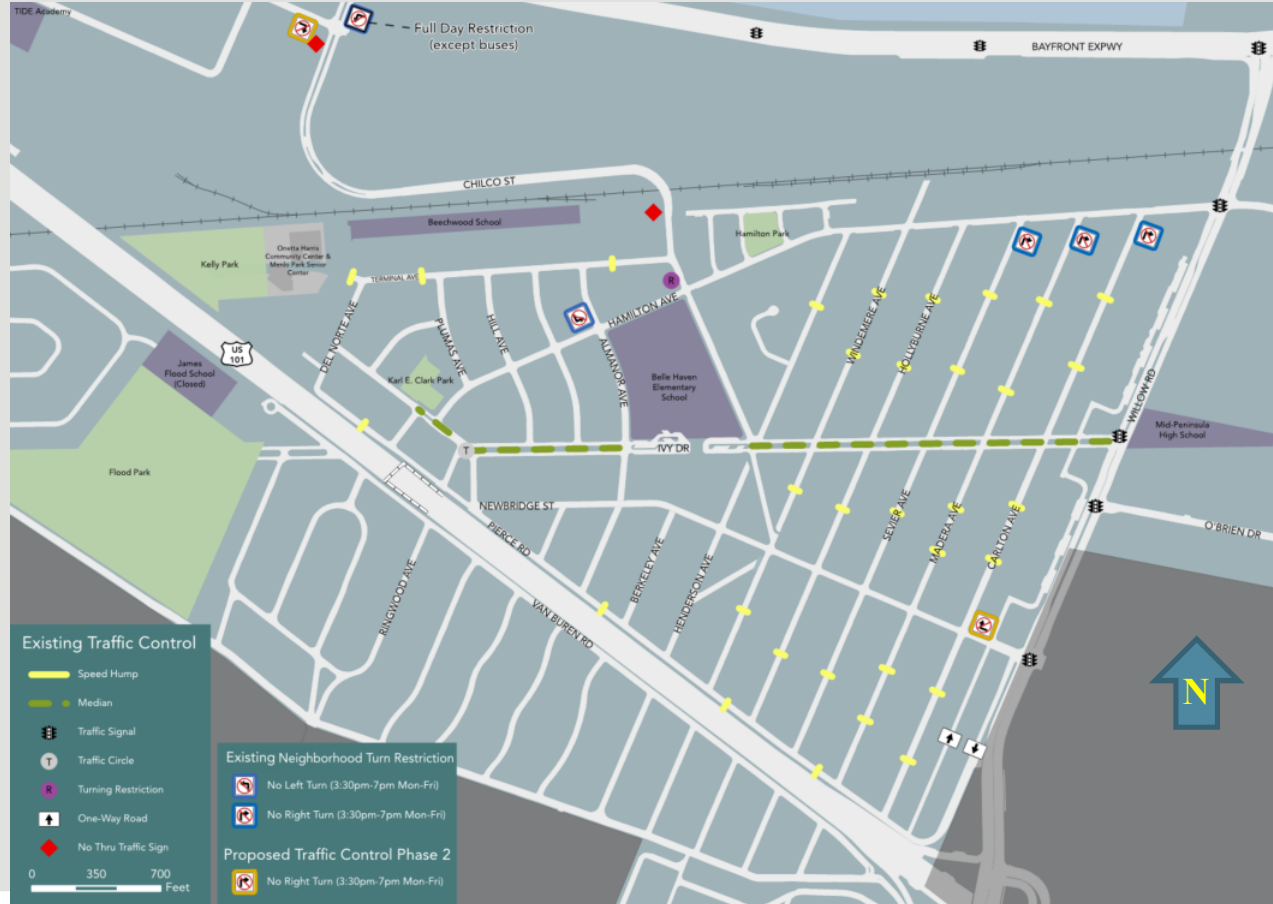 TIDE Academy
Full Day Restriction
(except buses)
BAYFRONT EXPWY
CHILCO ST
Beechwood School
Hamilton Park
Onetta Harris
Community Center &
Menlo Park Senior
Center
Kelly Park
TERMINAL AVE
R
HAMILTON AVE
DEL NORTE AVE
PLUMAS AVE
HILL AVE
ALMANOR AVE
WINDEMERE AVE
HOLLYBURNE AVE
US
101
James
Flood School
(Closed)
Karl E. Clark Park
Belle Haven
Elementary
School
WILLOW RD
Mid-Peninsula
High School
T
IVY DR
Flood Park
NEWBRIDGE ST
PIERCE RD
SEVIER AVE
MADERA AVE
CARLTON AVE
O'BRIEN DR
RINGWOOD AVE
BERKELEY AVE
HENDERSON AVE
VAN BUREN RD
N
Existing Traffic Control
Speed Hump
Median
Traffic Signal
T Traffic Circle
R Turning Restriction
One-Way Road
No Thru Traffic Sign
0 350 700
Feet
Existing Neighborhood Turn Restriction
No Left Turn (3:30pm-7pm Mon-Fri)
No Right Turn (3:30pm-7pm Mon-Fri)
Proposed Traffic Control Phase 2
No Right Turn (3:30pm-7pm Mon-Fri)